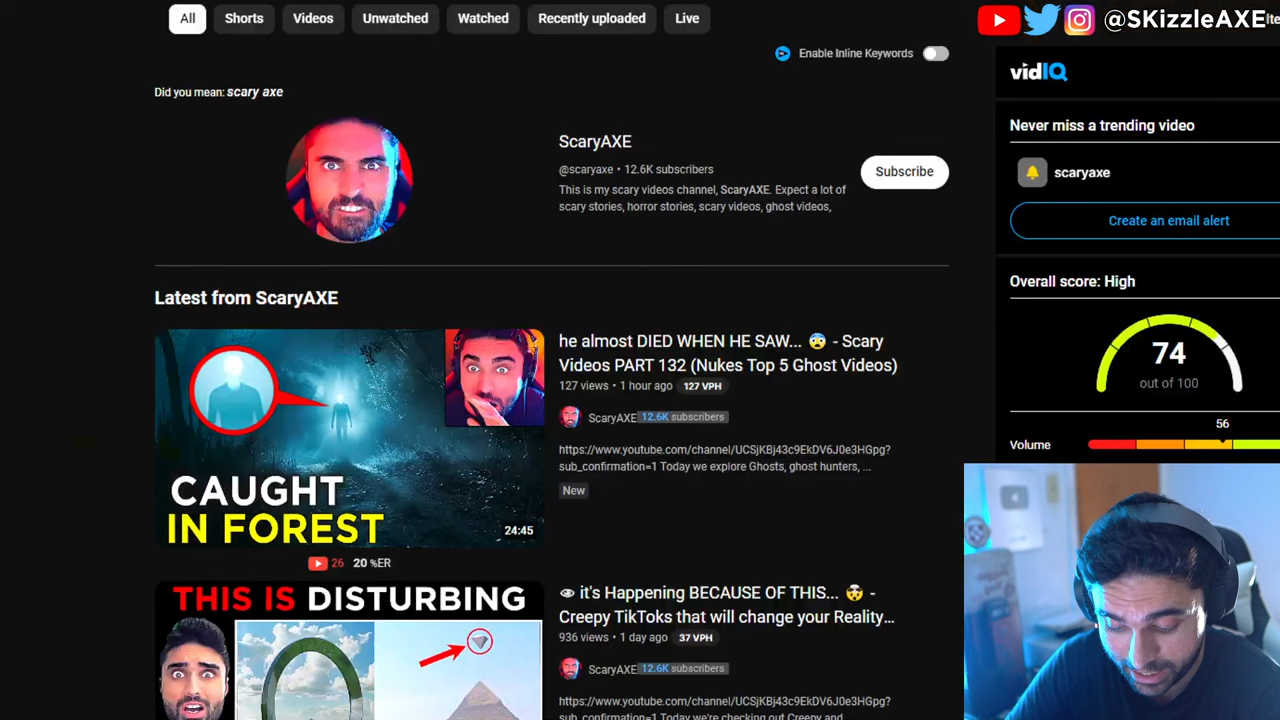 All
Shorts
Videos
Unwatched
Watched
Recently uploaded
Live
@SKizzleAXE
Enable Inline Keywords
vidIQ
Did you mean: scary axe
Never miss a trending video
scaryaxe
Create an email alert
ScaryAXE
@scaryaxe • 12.6K subscribers
This is my scary videos channel, ScaryAXE. Expect a lot of
scary stories, horror stories, scary videos, ghost videos,
Subscribe
Overall score: High
74
out of 100
56
Volume
Latest from ScaryAXE
CAUGHT
IN FOREST
24:45
26 20 %ER
he almost DIED WHEN HE SAW... 😨 - Scary
Videos PART 132 (Nukes Top 5 Ghost Videos)
127 views • 1 hour ago 127 VPH
ScaryAXE 12.6K subscribers
https://www.youtube.com/channel/UCSjKBj43c9EkDV6J0e3HGpg?
sub_confirmation=1 Today we explore Ghosts, ghost hunters, ...
New
THIS IS DISTURBING
👁 it's Happening BECAUSE OF THIS... 🤯 -
Creepy TikToks that will change your Reality...
936 views • 1 day ago 37 VPH
ScaryAXE 12.6K subscribers